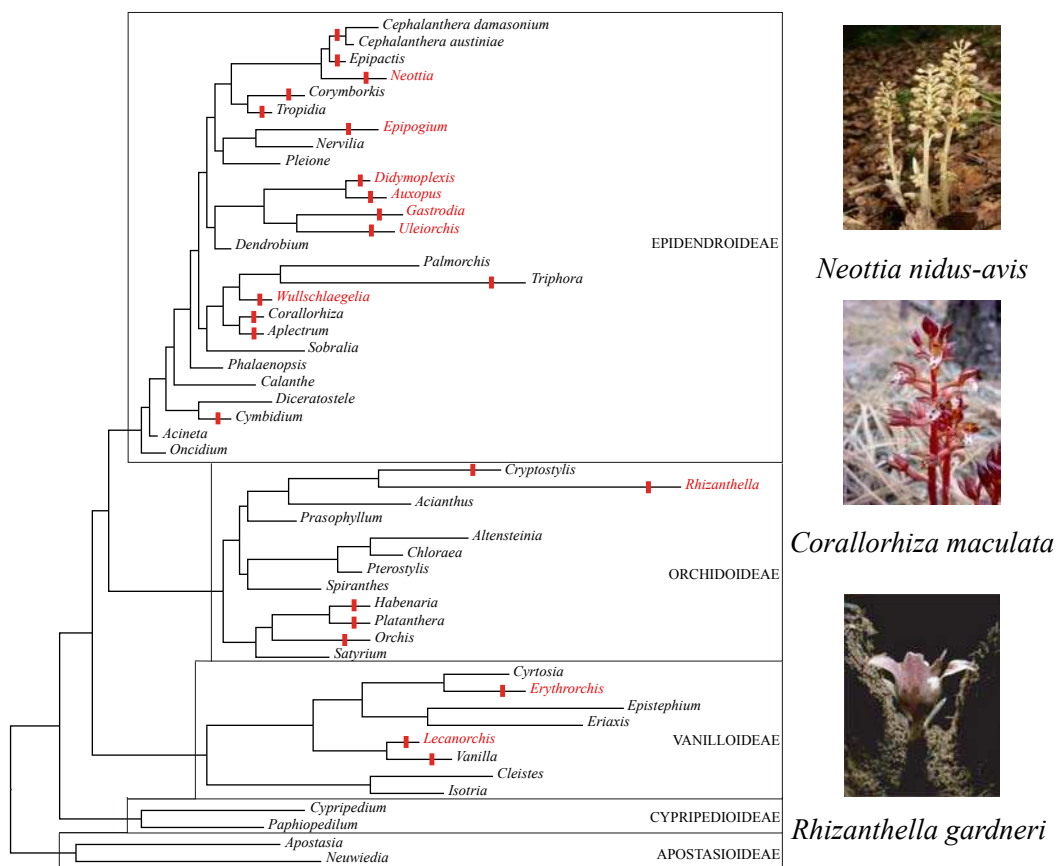 Cephalanthera damasonium
Cephalanthera austiniae
Epipactis
Neottia
Corymborkis
Tropidia
Epipogium
Nervilia
Pleione
Didymoplexis
Auxopus
Gastrodia
Uleiorchis
Dendrobium
EPIDENDROIDEAE
Palmorchis
Triphora
Wullschlaegelia
Corallorhiza
Aplectrum
Sobralia
Phalaenopsis
Calanthe
Diceratostele
Cymbidium
Acineta
Oncidium
Cryptostylis
Rhizanthella
Acianthus
Prasophyllum
Altensteinia
Chloraea
Pterostylis
ORCHIDOIDEAE
Spiranthes
Habenaria
Platanthera
Orchis
Satyrium
Cyrtosia
Erythrorchis
Epistephium
Eriaxis
Lecanorchis
VANILLOIDEAE
Vanilla
Cleistes
Isotria
Cypripedium
CYPRIPEDIOIDEAE
Paphiopedilum
Apostasia
APOSTASIOIDEAE
Neuwiedia
Neottia nidus-avis
Corallorhiza maculata
Rhizanthella gardneri